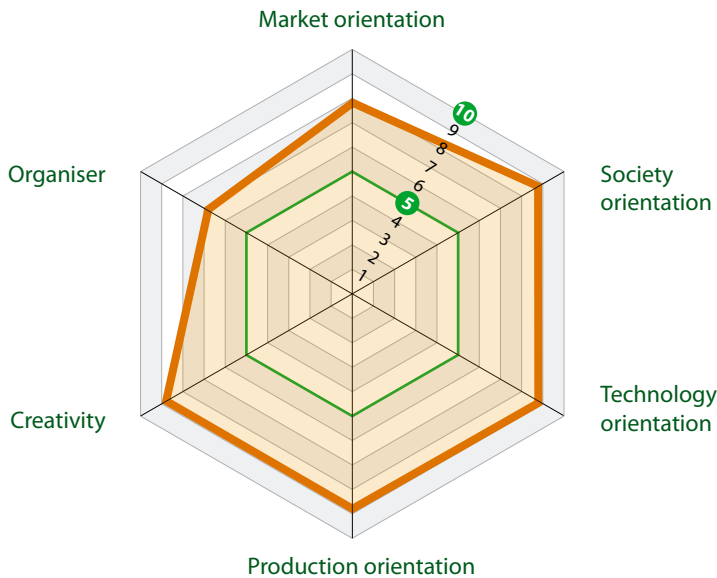 Market orientation
10
9
8
7
6
5
4
3
2
1
Organiser
Society
orientation
Creativity
Technology
orientation
Production orientation